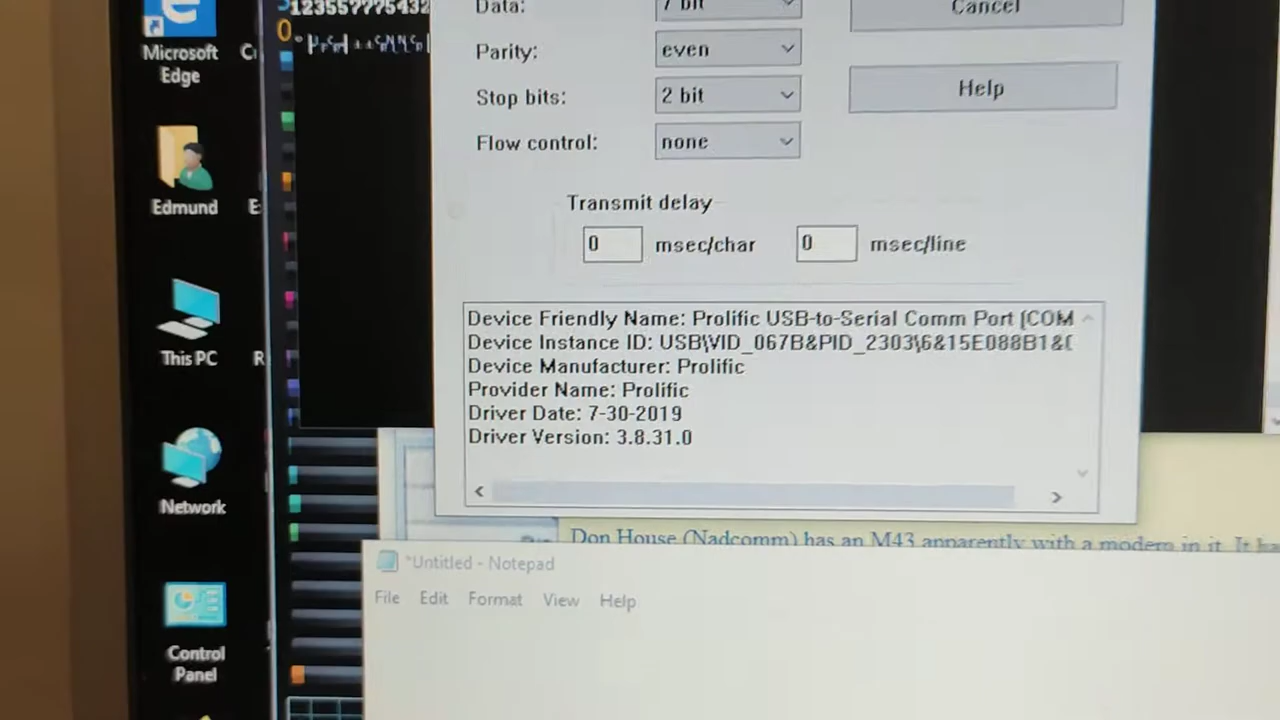 1235557775432
Microsoft
Edge
Edmund
This PC
Network
Control
Panel
Data:
7 bit
Cancel
Parity:
even
Stop bits:
2 bit
Help
Flow control:
none
Transmit delay
0 msec/char
0 msec/line
Device Friendly Name: Prolific USB-to-Serial Comm Port (COM
Device Instance ID: USB\VID_067B&PID_2303\6&15E088B1&
Device Manufacturer: Prolific
Provider Name: Prolific
Driver Date: 7-30-2019
Driver Version: 3.8.31.0
Don House (Nadcomm) has an M43 apparently with a modem in it. It ha
*Untitled - Notepad
File Edit Format View Help